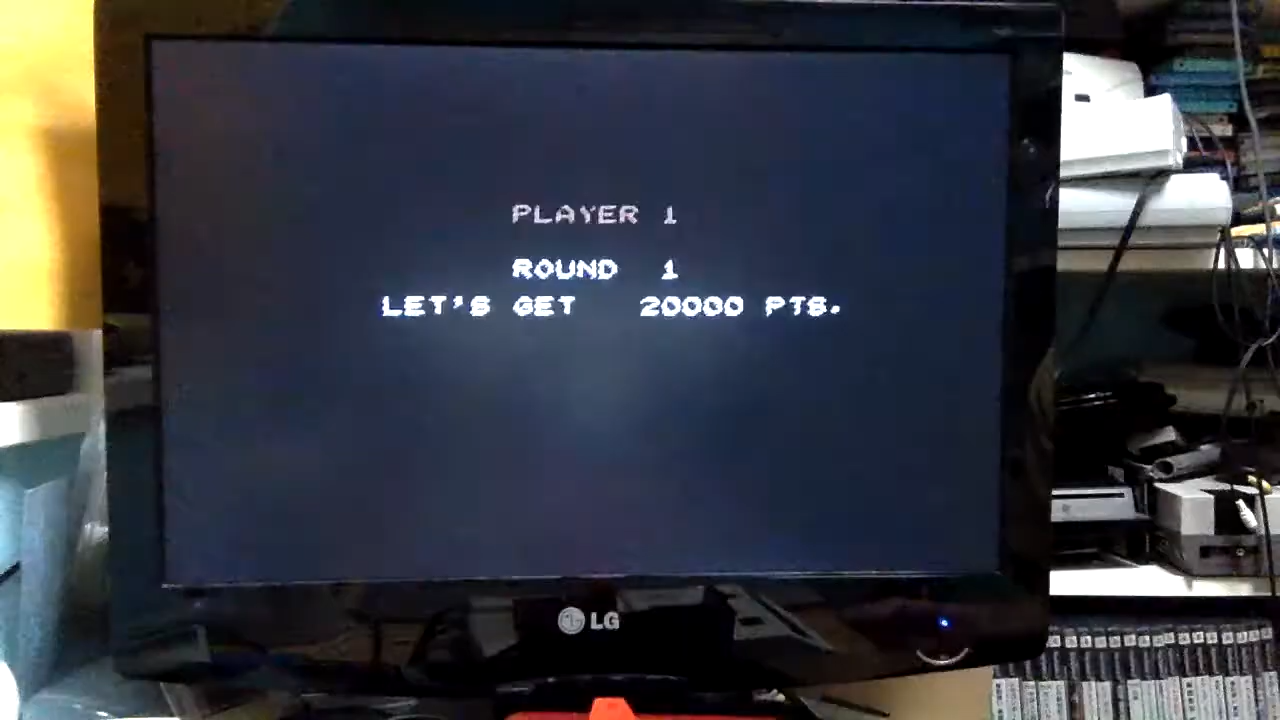 PLAYER 1
ROUND 1
LET'S GET 20000 PTS.
LG